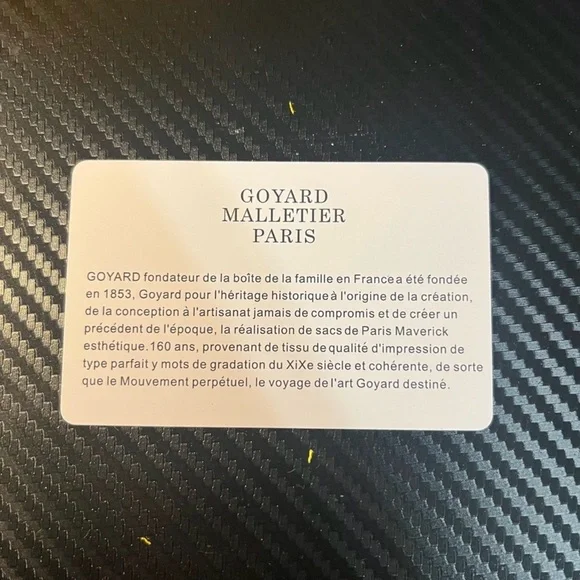 GOYARD
MALLETIER
PARIS
GOYARD fondateur de la boîte de la famille en France a été fondée
en 1853, Goyard pour l'héritage historique à l'origine de la création,
de la conception à l'artisanat jamais de compromis et de créer un
précédent de l'époque, la réalisation de sacs de Paris Maverick
esthétique.160 ans, provenant de tissu de qualité d'impression de
type parfait y mots de gradation du XiXe siècle et cohérente, de sorte
que le Mouvement perpétuel, le voyage de l'art Goyard destiné.